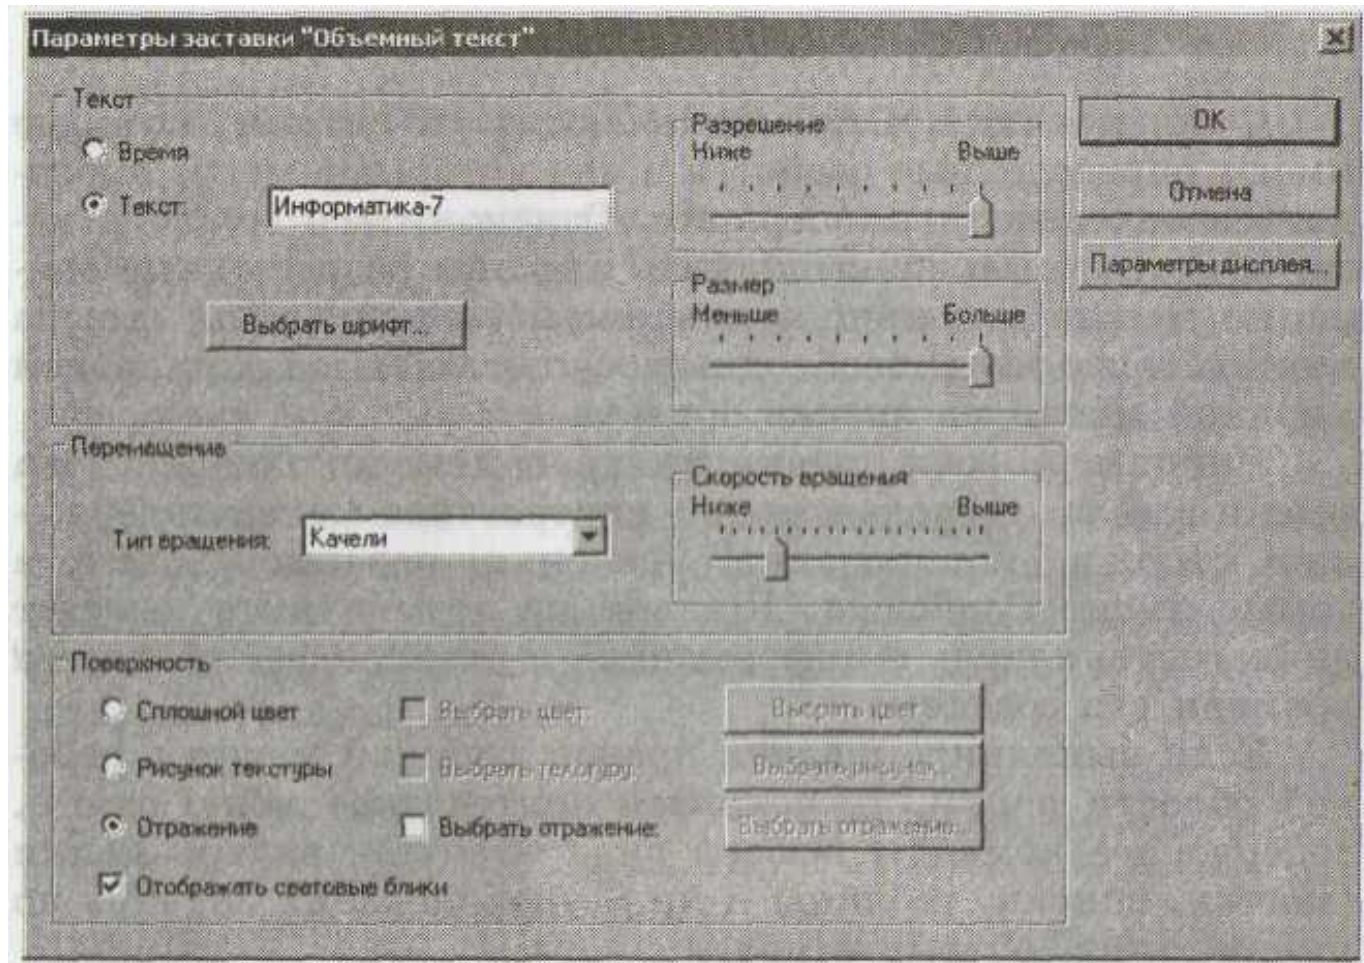 Параметры заставки "Объемный текст"
Текст
Время
Текст:
Информатика-7
Выбрать шрифт...
Разрешение
Ниже Выше
Размер
Меньше Больше
OK
Отмена
Параметры дисплея...
Перемещение
Тип вращения:
Качели
Скорость вращения
Ниже Выше
Поверхность
Сплошной цвет Выбрать цвет: Выбрать цвет...
Рисунок текстуры Выбрать текстуру: Выбрать рисунок...
Отражение Выбрать отражение: Выбрать отражение...
Отображать световые блики